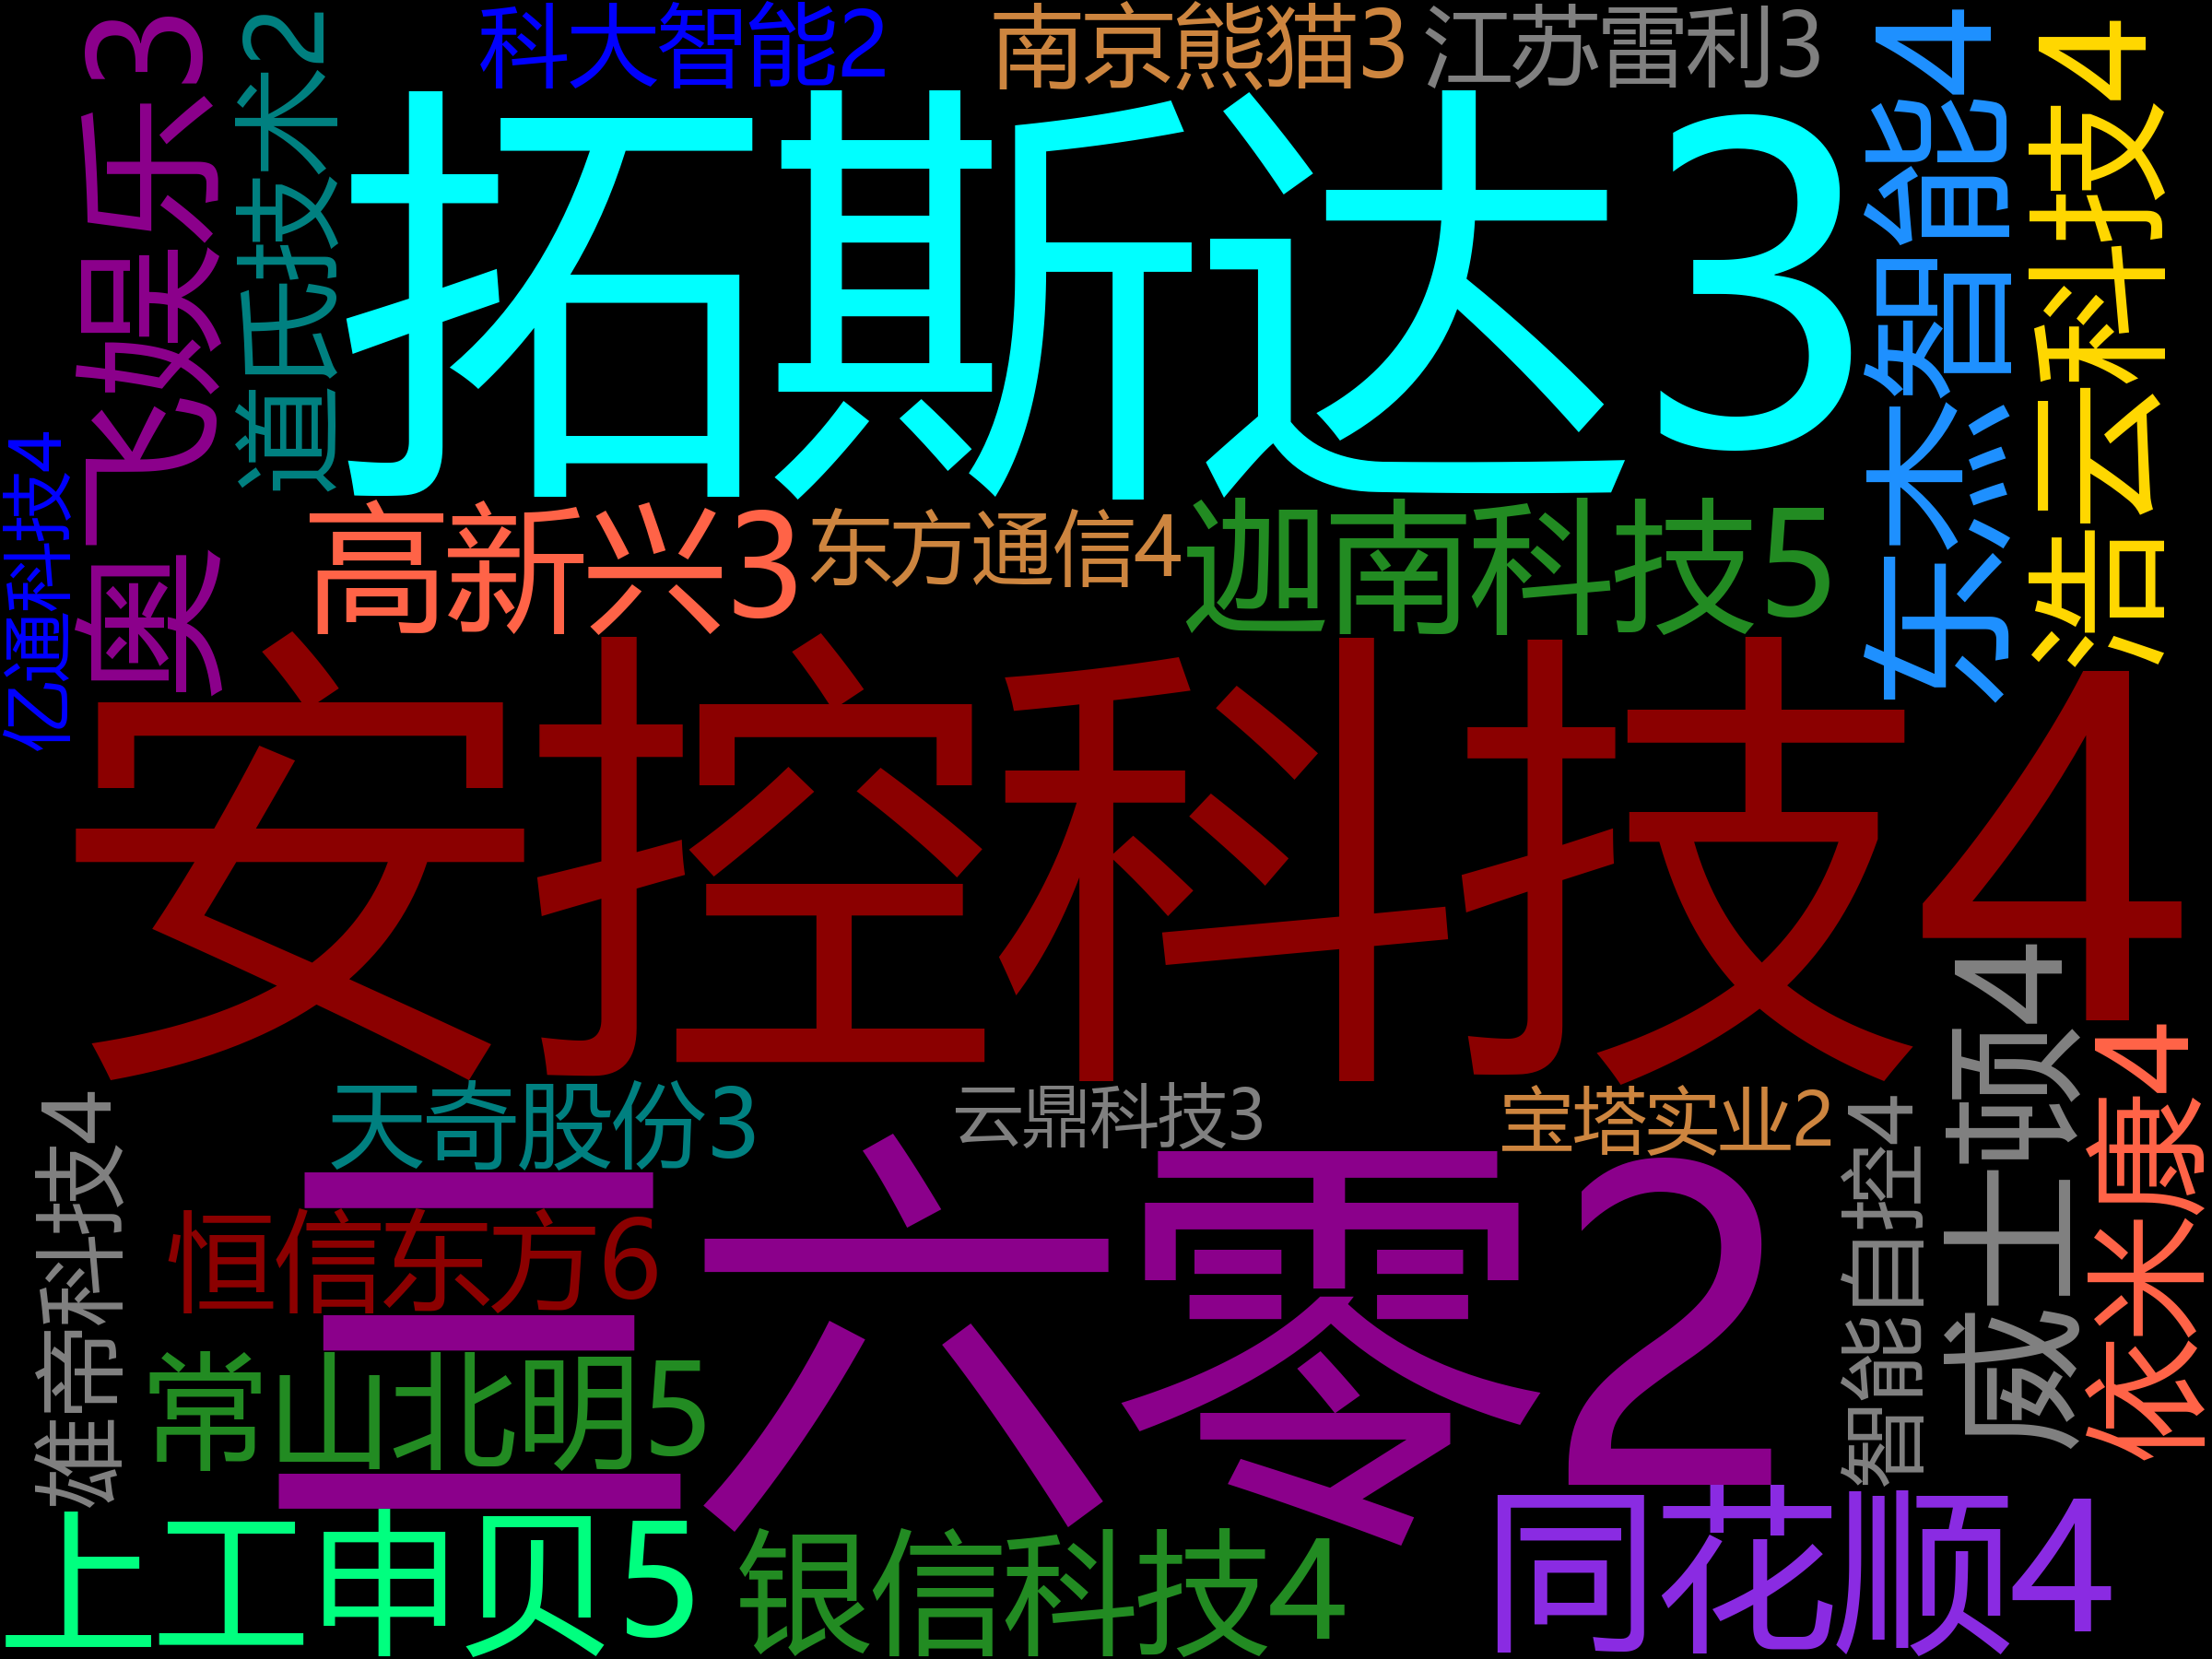 科大智能2
南京熊猫3
江苏雷利3
奥飞娱乐3
道氏技术2
拓斯达3
东杰智能4
浩云科技4
亿通科技4
高新兴3
东方通信4
迦南科技5
安控科技4
天奇股份3
云鼎科技3
宝塔实业2
三六零2
恒信东方6
常山北明5
维帝科技4
智能自控4
威士顿4
依米康4
上工申贝5
银信科技4
同花顺4